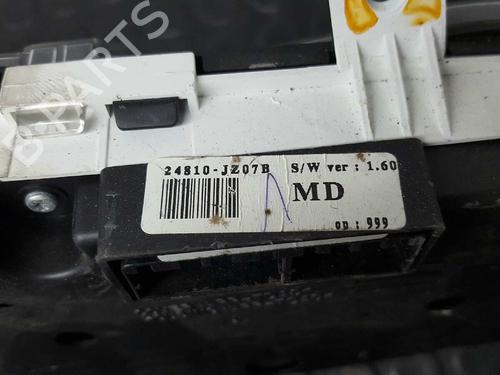 B-PARTS
24810-JZ07B S/W ver : 1.60
MD
op : 999